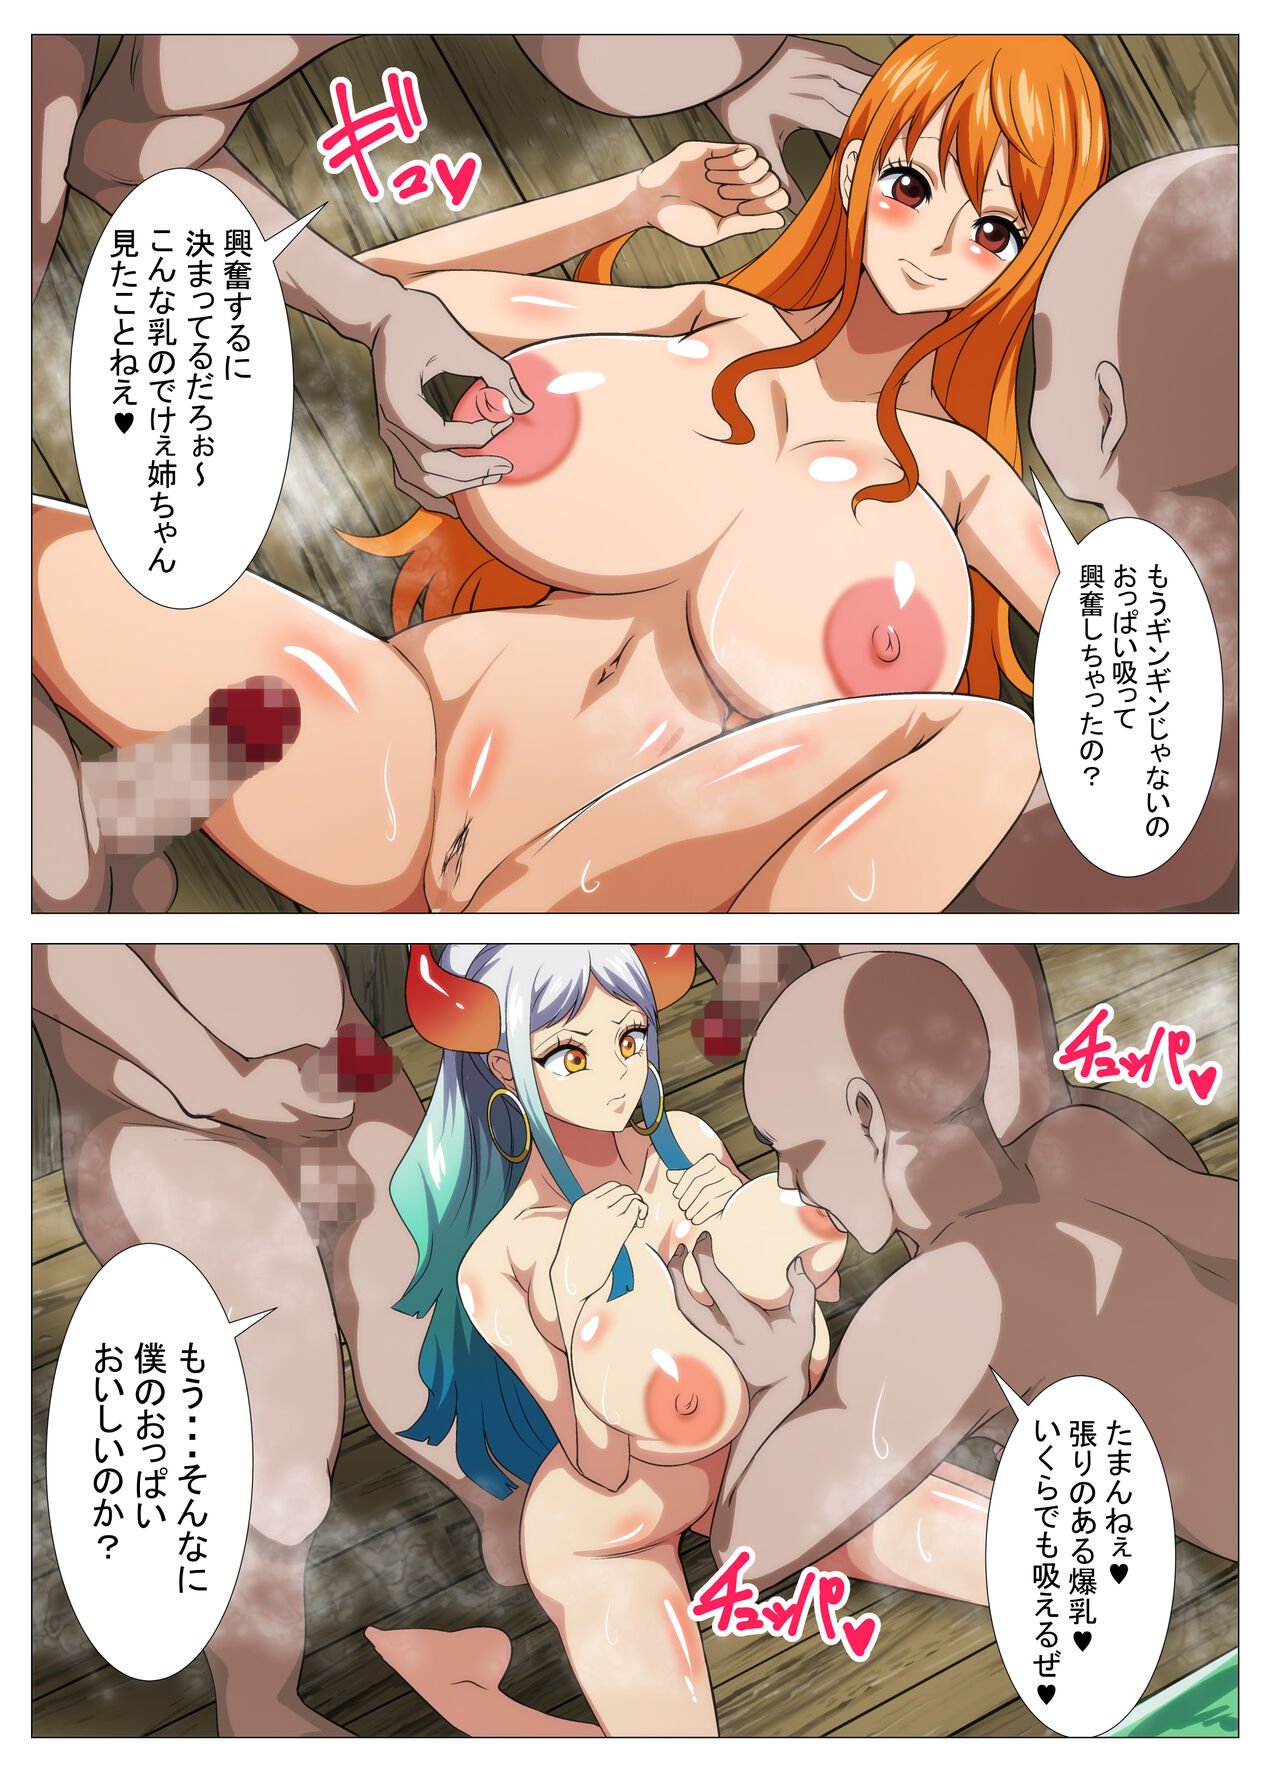 もうギンギンじゃないの
おっぱい吸って
興奮しちゃったの？
ギュ♥
興奮するに
決まってるだろぉ～
こんな乳のでけぇ姉ちゃん
見たことねぇ♥
チュッパ♥
たまんねぇ♥
張りのある爆乳♥
いくらでも吸えるぜ♥
チュッパ♥
もう・・・そんなに
僕のおっぱい
おいしいのか？